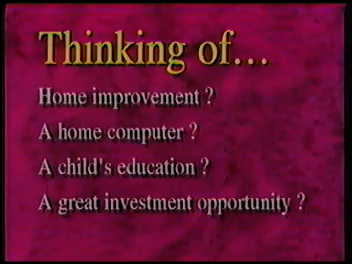 Thinking of...
Home improvement ?
A home computer ?
A child's education ?
A great investment opportunity ?